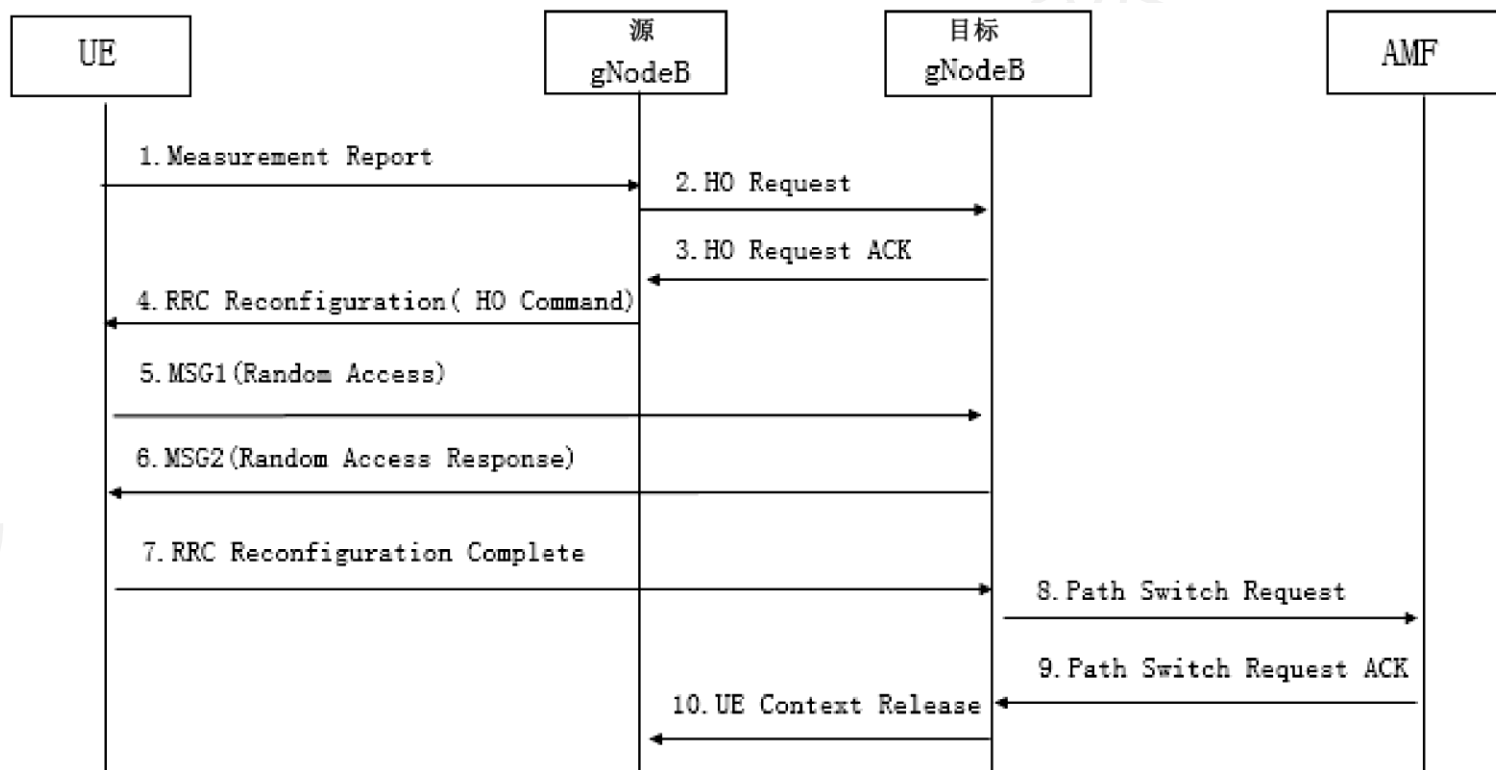 UE
源
gNodeB
目标
gNodeB
AMF
1.Measurement Report
2.HO Request
3.HO Request ACK
4.RRC Reconfiguration( HO Command)
5.MSG1(Random Access)
6.MSG2(Random Access Response)
7.RRC Reconfiguration Complete
8.Path Switch Request
9.Path Switch Request ACK
10.UE Context Release